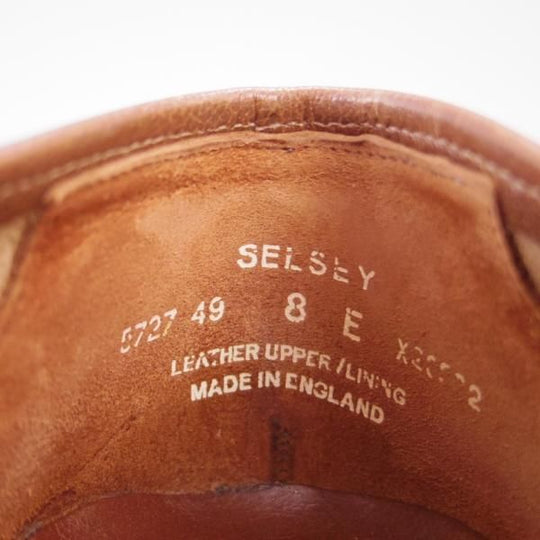 SELSEY
5727 49 8 E
LEATHER UPPER/LINING
MADE IN ENGLAND